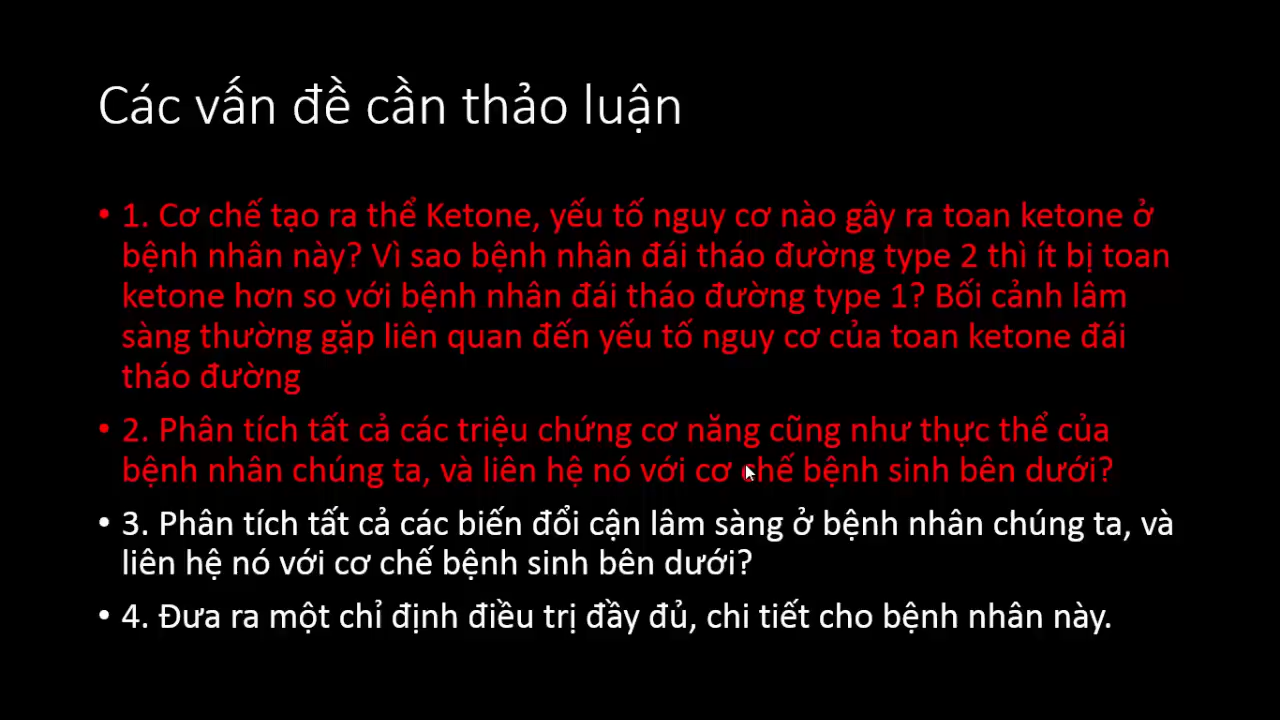 Các vấn đề cần thảo luận
• 1. Cơ chế tạo ra thể Ketone, yếu tố nguy cơ nào gây ra toan ketone ở
bệnh nhân này? Vì sao bệnh nhân đái tháo đường type 2 thì ít bị toan
ketone hơn so với bệnh nhân đái tháo đường type 1? Bối cảnh lâm
sàng thường gặp liên quan đến yếu tố nguy cơ của toan ketone đái
tháo đường
• 2. Phân tích tất cả các triệu chứng cơ năng cũng như thực thể của
bệnh nhân chúng ta, và liên hệ nó với cơ chế bệnh sinh bên dưới?
• 3. Phân tích tất cả các biến đổi cận lâm sàng ở bệnh nhân chúng ta, và
liên hệ nó với cơ chế bệnh sinh bên dưới?
• 4. Đưa ra một chỉ định điều trị đầy đủ, chi tiết cho bệnh nhân này.